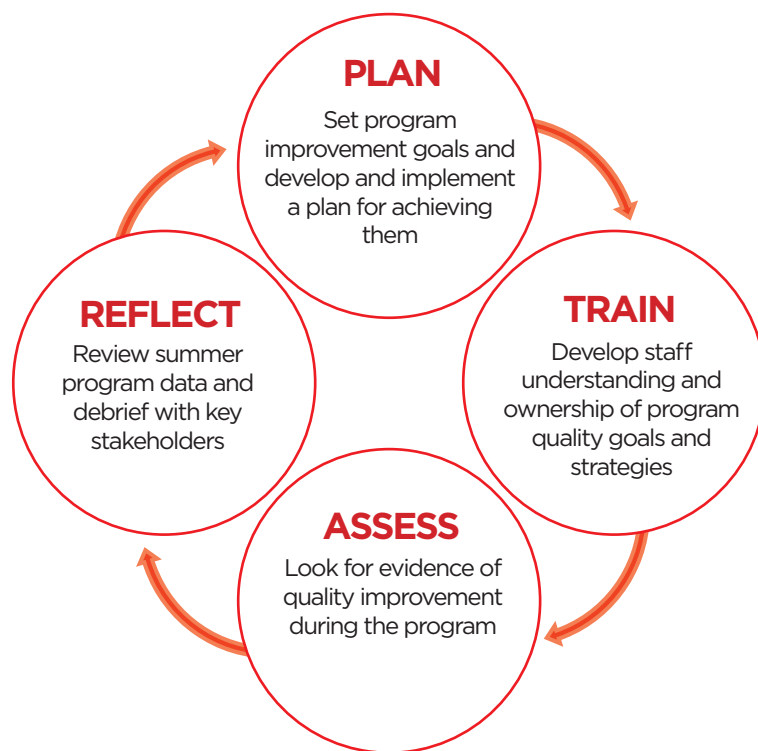 PLAN
Set program
improvement goals and
develop and implement
a plan for achieving
them
TRAIN
Develop staff
understanding and
ownership of program
quality goals and
strategies
ASSESS
Look for evidence of
quality improvement
during the program
REFLECT
Review summer
program data and
debrief with key
stakeholders